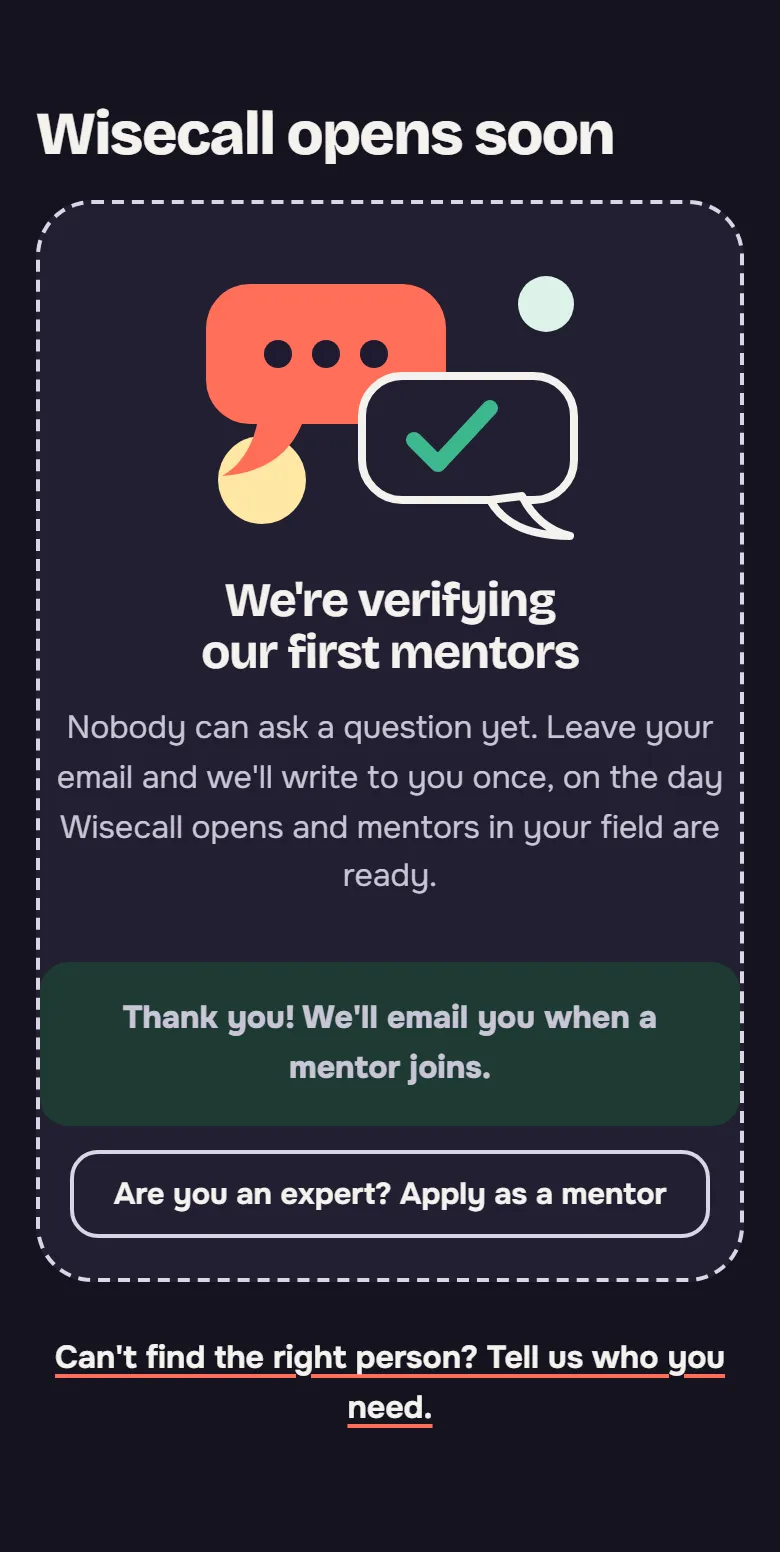 Wisecall opens soon
We're verifying
our first mentors
Nobody can ask a question yet. Leave your
email and we'll write to you once, on the day
Wisecall opens and mentors in your field are
ready.
Thank you! We'll email you when a
mentor joins.
Are you an expert? Apply as a mentor
Can't find the right person? Tell us who you
need.